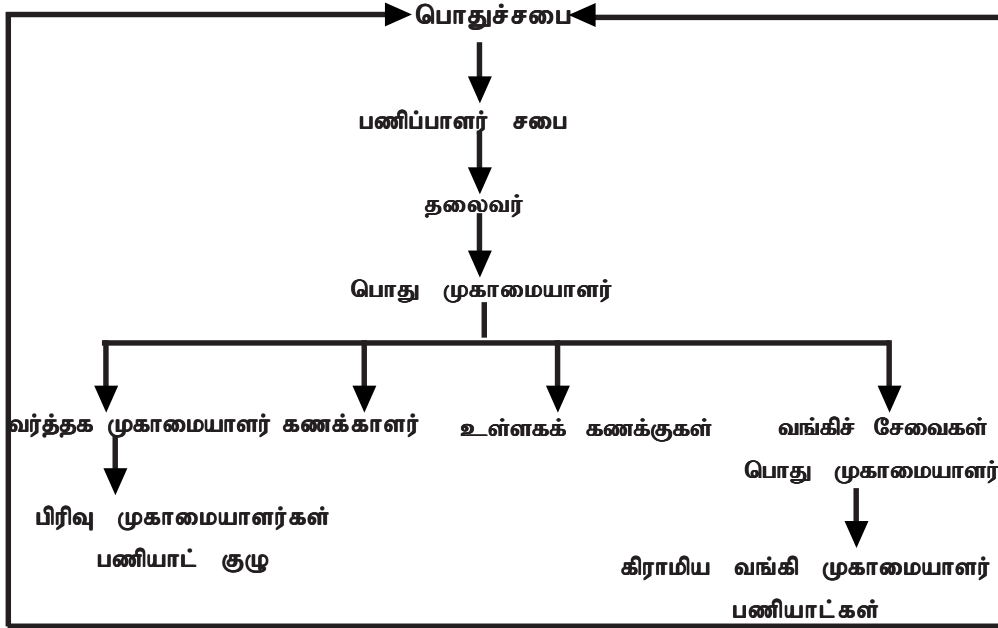 பொதுச்சபை
பணிப்பாளர் சபை
தலைவர்
பொது முகாமையாளர்
வர்த்தக முகாமையாளர்
கணக்காளர்
உள்ளகக் கணக்குகள்
வங்கிச் சேவைகள்
பொது முகாமையாளர்
பிரிவு முகாமையாளர்கள்
பணியாட் குழு
கிராமிய வங்கி முகாமையாளர்
பணியாட்கள்